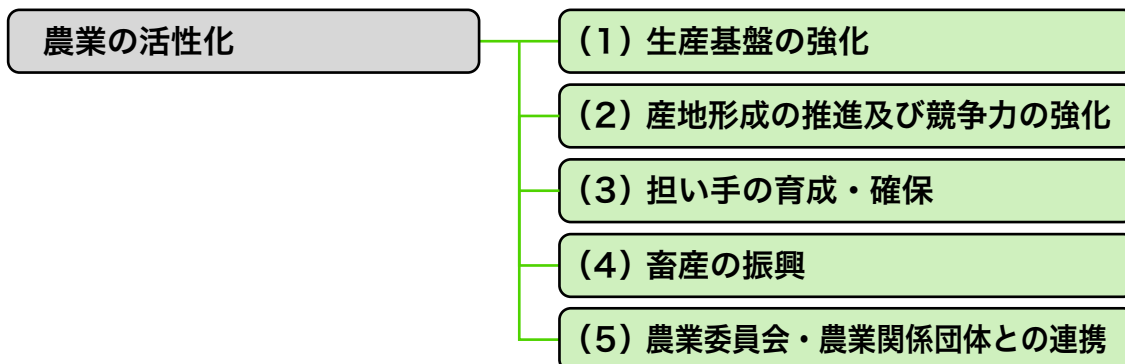 農業の活性化
（1）生産基盤の強化
（2）産地形成の推進及び競争力の強化
（3）担い手の育成・確保
（4）畜産の振興
（5）農業委員会・農業関係団体との連携